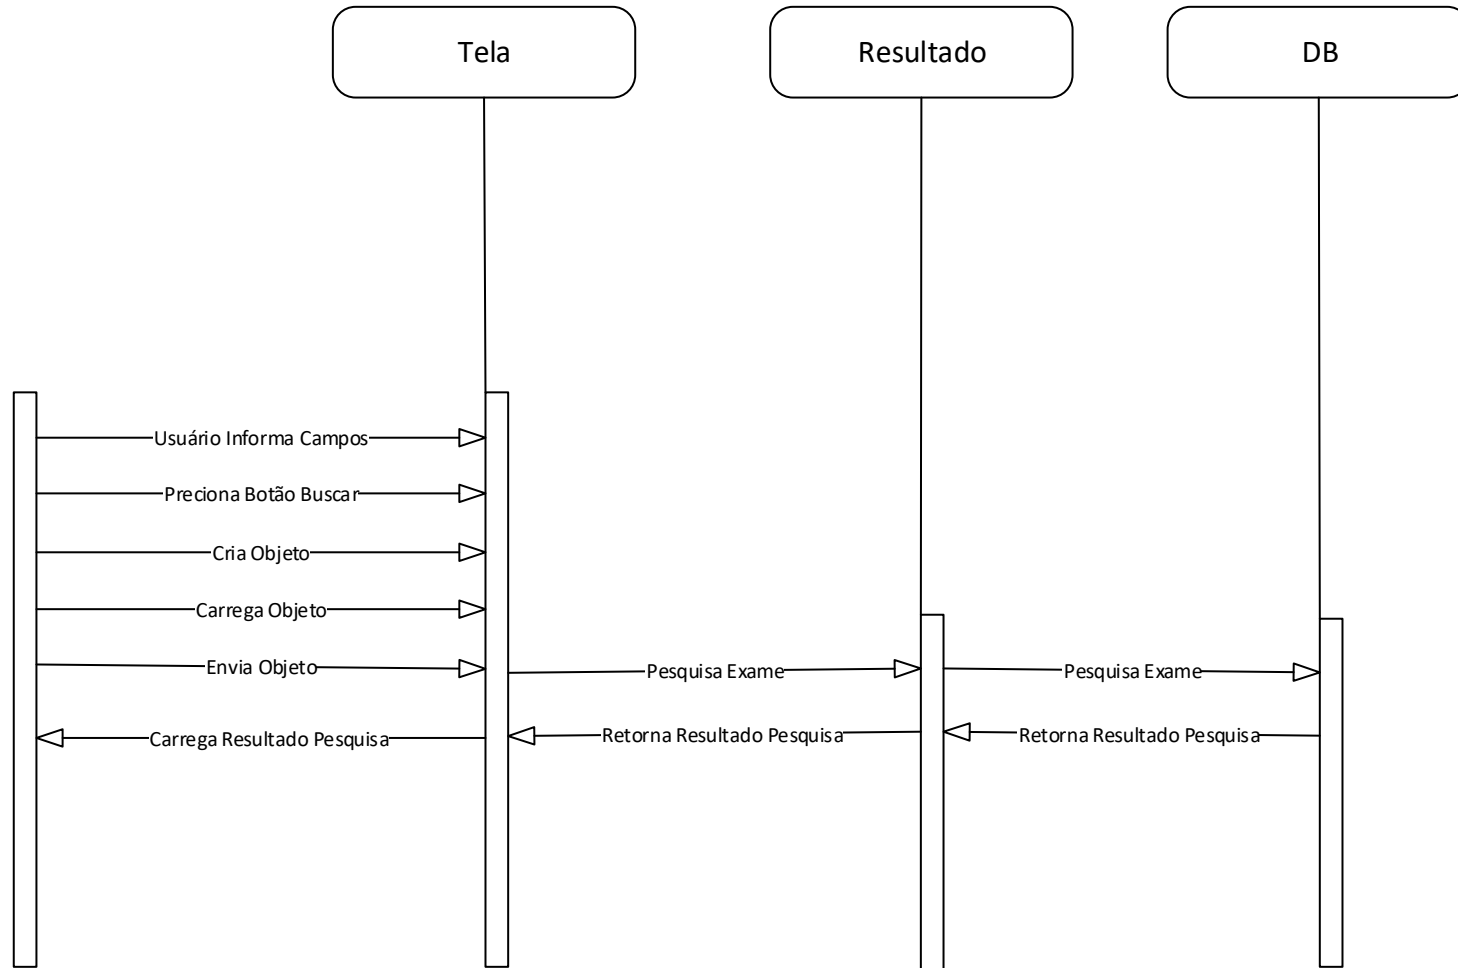 Tela
Resultado
DB
Usuário Informa Campos
Preciona Botão Buscar
Cria Objeto
Carrega Objeto
Envia Objeto
Pesquisa Exame
Pesquisa Exame
Carrega Resultado Pesquisa
Retorna Resultado Pesquisa
Retorna Resultado Pesquisa